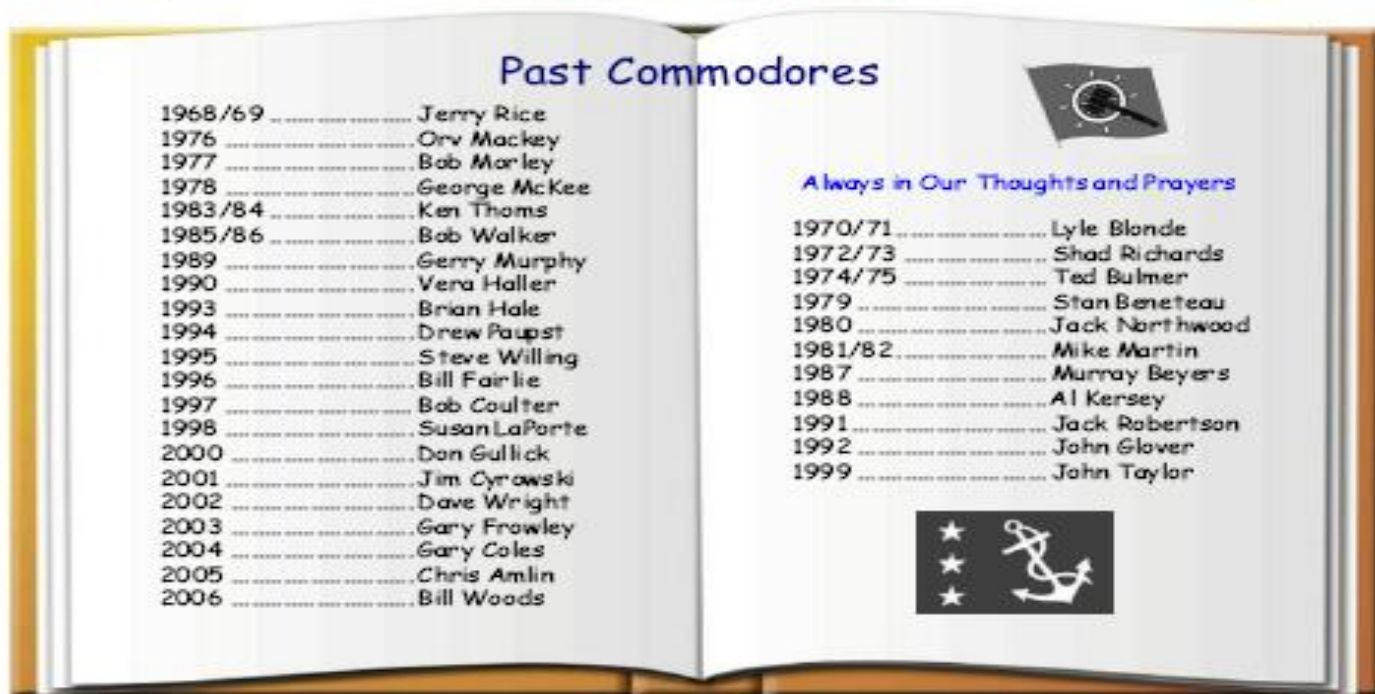 Past Commodores
1968/69 .................. Jerry Rice
1976 .................. Orv Mackey
1977 .................. Bob Marley
1978 .................. George McKee
1983/84 .................. Ken Thoms
1985/86 .................. Bob Walker
1989 .................. Gerry Murphy
1990 .................. Vera Haller
1993 .................. Brian Hale
1994 .................. Drew Paupst
1995 .................. Steve Willing
1996 .................. Bill Fairlie
1997 .................. Bob Coulter
1998 .................. Susan LaPorte
2000 .................. Don Gullick
2001 .................. Jim Cyrowski
2002 .................. Dave Wright
2003 .................. Gary Frowley
2004 .................. Gary Coles
2005 .................. Chris Amlin
2006 .................. Bill Woods
Always in Our Thoughts and Prayers
1970/71 .................. Lyle Blonde
1972/73 .................. Shad Richards
1974/75 .................. Ted Bulmer
1979 .................. Stan Beneteau
1980 .................. Jack Northwood
1981/82 .................. Mike Martin
1987 .................. Murray Beyers
1988 .................. Al Kersey
1991 .................. Jack Robertson
1992 .................. John Glover
1999 .................. John Taylor